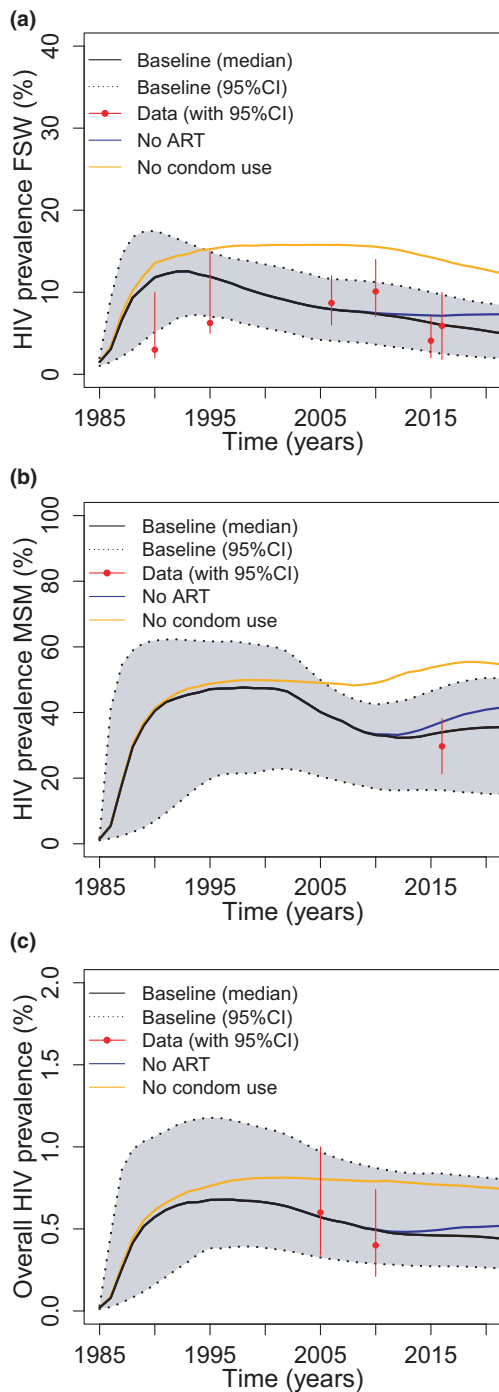 (a)
HIV prevalence FSW (%)
40
30
20
10
0
Baseline (median)
Baseline (95%CI)
Data (with 95%CI)
No ART
No condom use
1985 1995 2005 2015
Time (years)
(b)
HIV prevalence MSM (%)
100
80
60
40
20
0
Baseline (median)
Baseline (95%CI)
Data (with 95%CI)
No ART
No condom use
1985 1995 2005 2015
Time (years)
(c)
Overall HIV prevalence (%)
2.0
1.5
1.0
0.5
0.0
Baseline (median)
Baseline (95%CI)
Data (with 95%CI)
No ART
No condom use
1985 1995 2005 2015
Time (years)